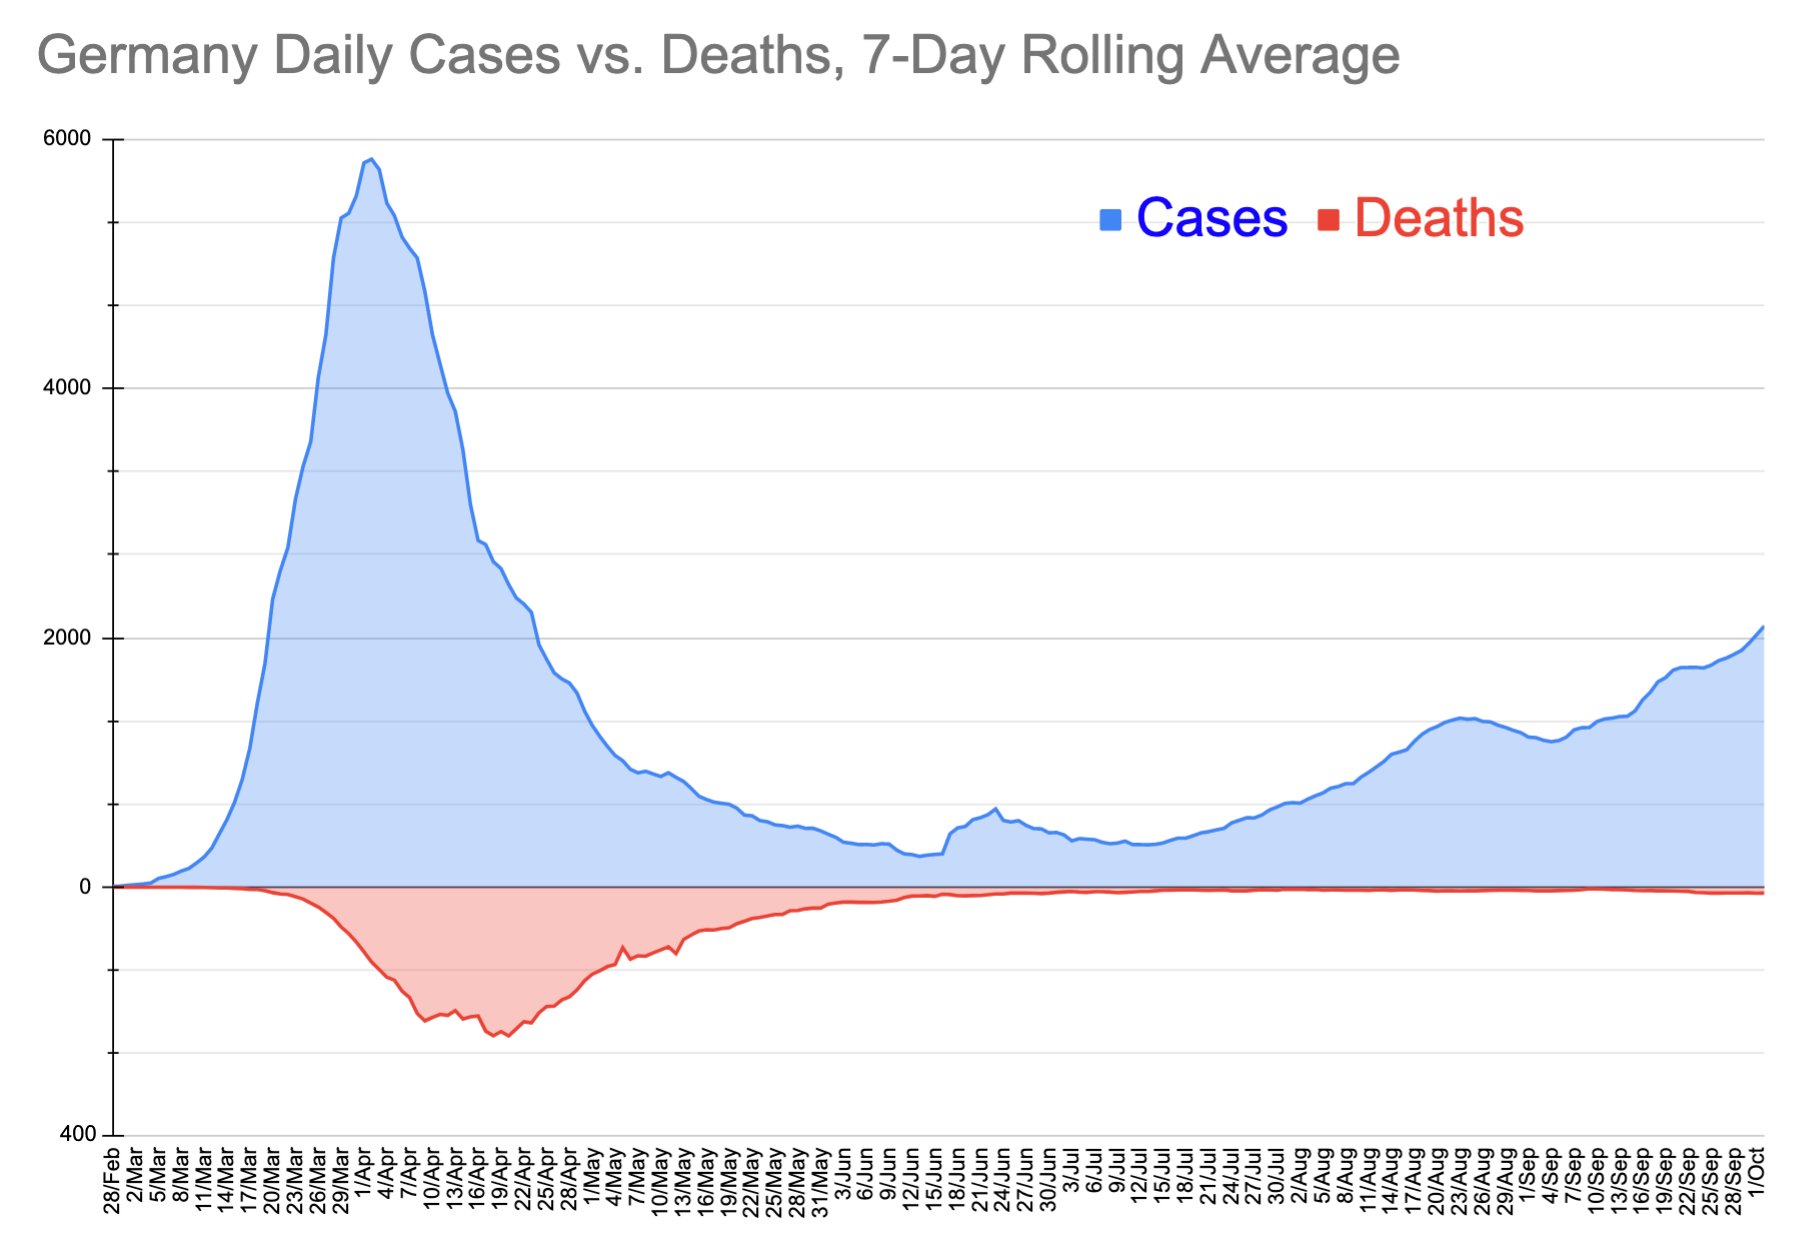 Germany Daily Cases vs. Deaths, 7-Day Rolling Average
Cases
Deaths
6000
4000
2000
0
400
28/Feb
2/Mar
5/Mar
8/Mar
11/Mar
14/Mar
17/Mar
20/Mar
23/Mar
26/Mar
29/Mar
1/Apr
4/Apr
7/Apr
10/Apr
13/Apr
16/Apr
19/Apr
22/Apr
25/Apr
28/Apr
1/May
4/May
7/May
10/May
13/May
16/May
19/May
22/May
25/May
28/May
31/May
3/Jun
6/Jun
9/Jun
12/Jun
15/Jun
18/Jun
21/Jun
24/Jun
27/Jun
30/Jun
3/Jul
6/Jul
9/Jul
12/Jul
15/Jul
18/Jul
21/Jul
24/Jul
27/Jul
30/Jul
2/Aug
5/Aug
8/Aug
11/Aug
14/Aug
17/Aug
20/Aug
23/Aug
26/Aug
29/Aug
1/Sep
4/Sep
7/Sep
10/Sep
13/Sep
16/Sep
19/Sep
22/Sep
25/Sep
28/Sep
1/Oct